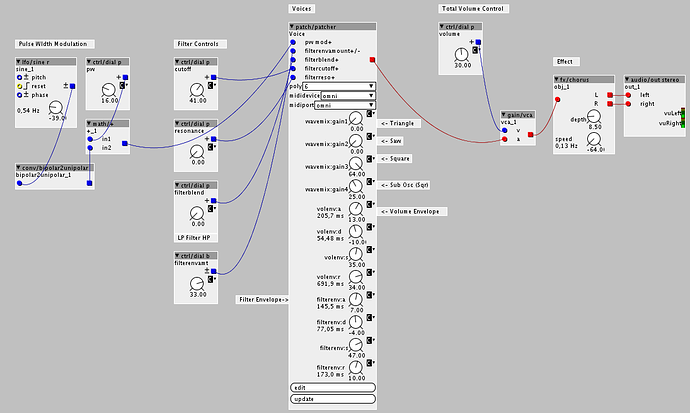 Voices
Total Volume Control
Pulse Width Modulation
Filter Controls
Effect
lfo/sine r
sine_1
pitch
reset
phase
0,54 Hz
-39.0
ctrl/dial p
pw
16.00
math/+
+_1
in1
in2
conv/bipolar2unipolar
bipolar2unipolar_1
ctrl/dial p
cutoff
41.00
ctrl/dial p
resonance
0.00
ctrl/dial p
filterblend
0.00
LP Filter HP
ctrl/dial b
filterenvamt
33.00
patch/patcher
Voice
pw mod+
filterenvamount+/-
filterblend+
filtercutoff+
filterreso+
poly 6
mididevice omni
midiport omni
wavemix:gain1
0.00
<- Triangle
wavemix:gain2
0.00
<- Saw
wavemix:gain3
64.00
<- Square
wavemix:gain4
25.00
<- Sub Osc (Sqr)
volenv:a
205,7 ms
13.00
<- Volume Envelope
volenv:d
54,48 ms
-10.0
volenv:s
35.00
volenv:r
691,9 ms
34.00
Filter Envelope->
filterenv:a
145,5 ms
7.00
filterenv:d
77,05 ms
-4.00
filterenv:s
47.00
filterenv:r
173,0 ms
10.00
edit
update
ctrl/dial p
volume
30.00
gain/vca
vca_1
v
a
fx/chorus
obj_1
L
R
depth
8.50
speed
0,13 Hz
-64.0
audio/out stereo
out_1
left
right
vuLeft
vuRight